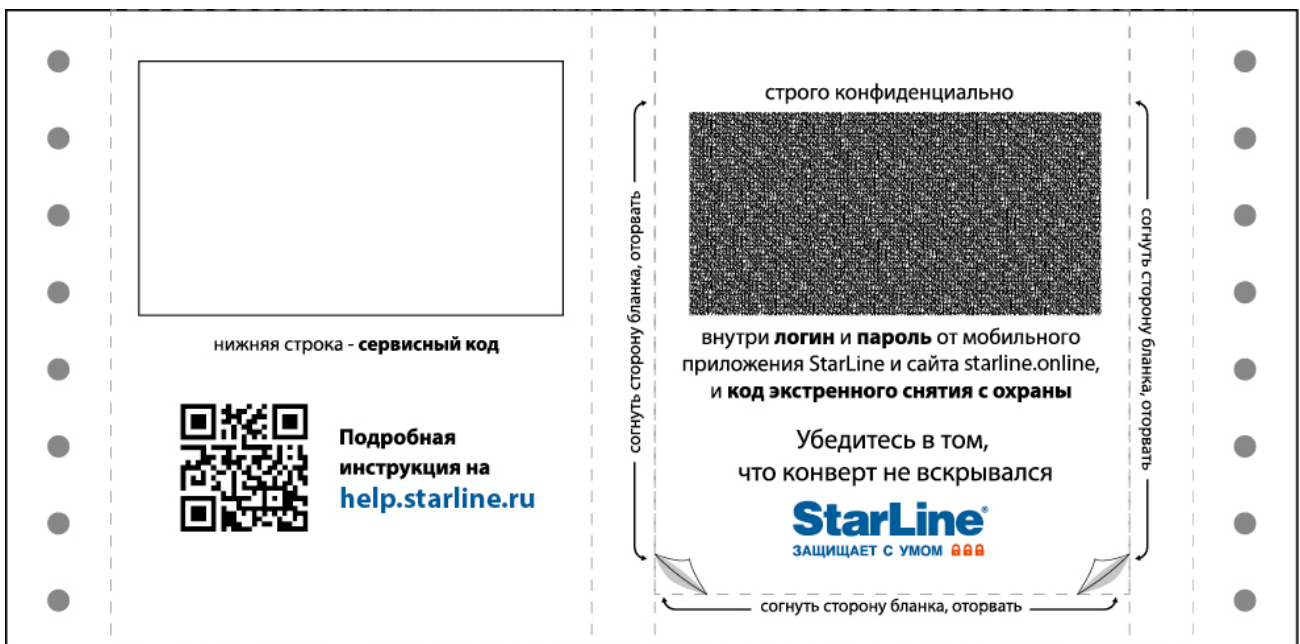 нижняя строка - сервисный код
Подробная
инструкция на
help.starline.ru
строго конфиденциально
согнуть сторону бланка, оторвать
согнуть сторону бланка, оторвать
внутри логин и пароль от мобильного
приложения StarLine и сайта starline.online,
и код экстренного снятия с охраны
Убедитесь в том,
что конверт не вскрывался
StarLine®
ЗАЩИЩАЕТ С УМОМ
согнуть сторону бланка, оторвать